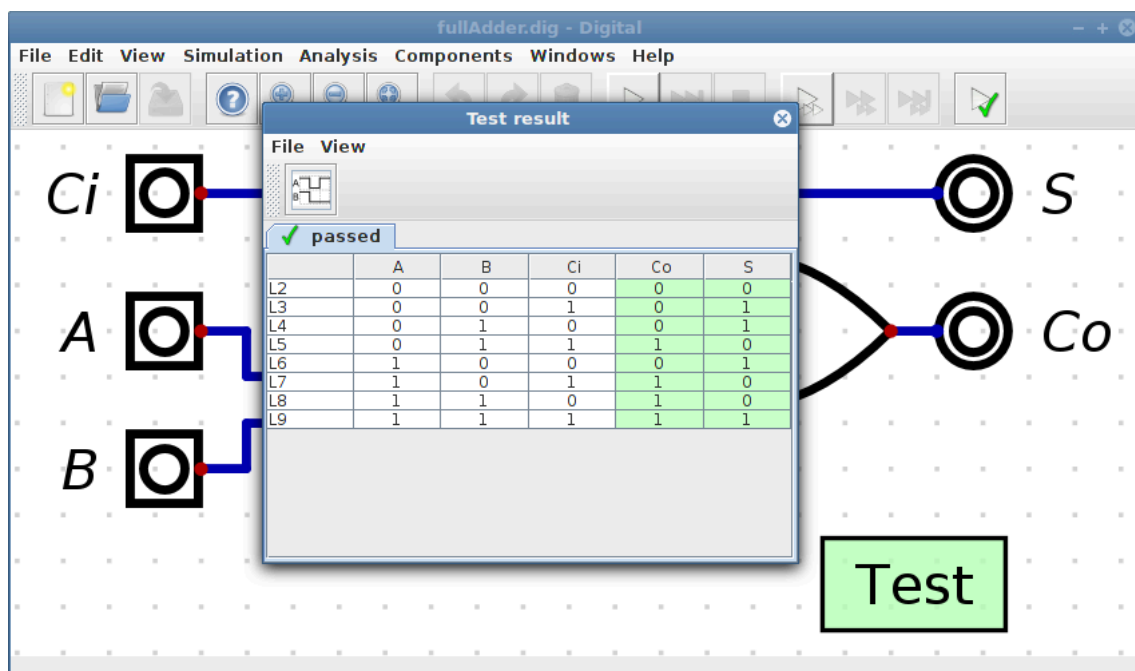 fullAdder.dig - Digital
File Edit View Simulation Analysis Components Windows Help
Test result
File View
passed
A B Ci Co S
L2 0 0 0 0 0
L3 0 0 1 0 1
L4 0 1 0 0 1
L5 0 1 1 1 0
L6 1 0 0 0 1
L7 1 0 1 1 0
L8 1 1 0 1 0
L9 1 1 1 1 1
Ci
S
A
Co
B
Test